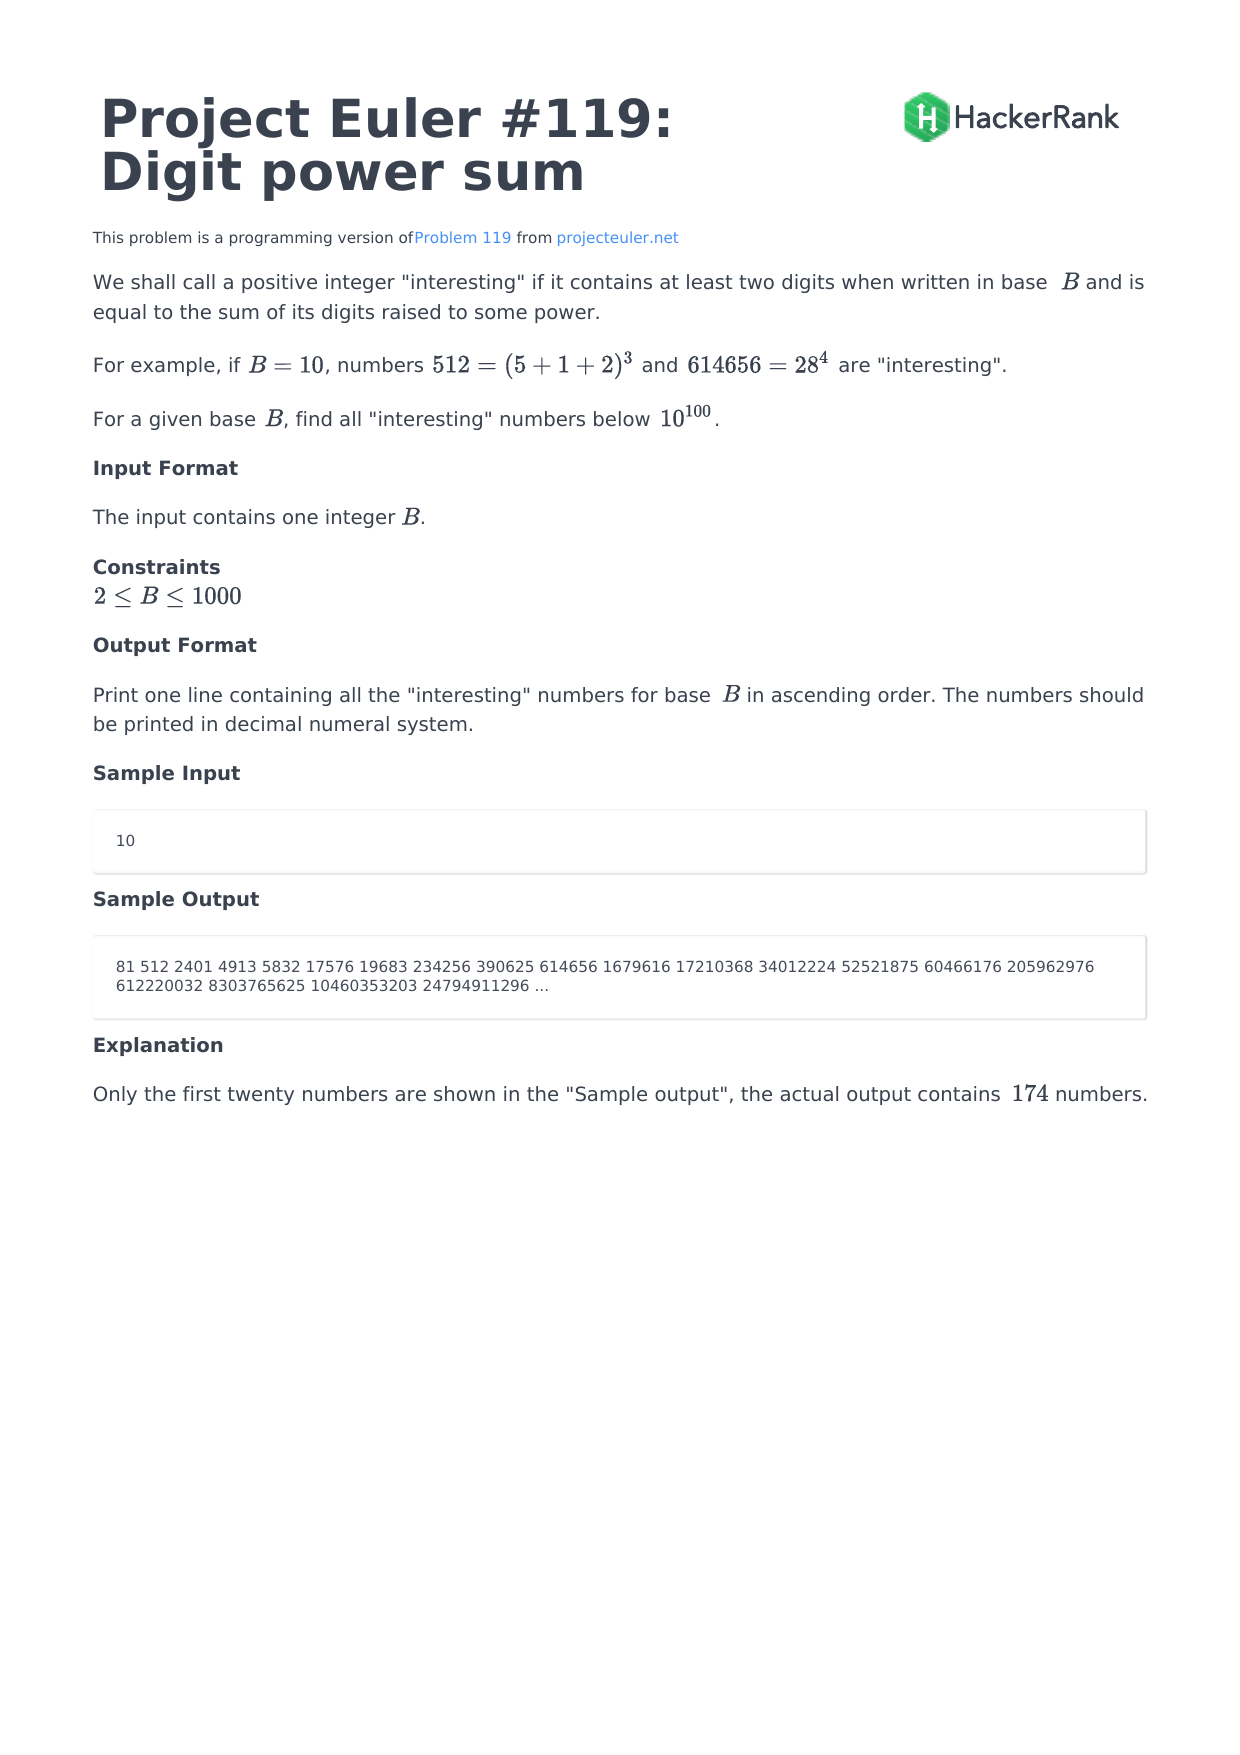 Project Euler #119:
Digit power sum
HackerRank
This problem is a programming version ofProblem 119 from projecteuler.net
We shall call a positive integer "interesting" if it contains at least two digits when written in base B and is
equal to the sum of its digits raised to some power.
For example, if B = 10, numbers 512 = (5 + 1 + 2)³ and 614656 = 28⁴ are "interesting".
For a given base B, find all "interesting" numbers below 10¹⁰⁰.
Input Format
The input contains one integer B.
Constraints
2 ≤ B ≤ 1000
Output Format
Print one line containing all the "interesting" numbers for base B in ascending order. The numbers should
be printed in decimal numeral system.
Sample Input
10
Sample Output
81 512 2401 4913 5832 17576 19683 234256 390625 614656 1679616 17210368 34012224 52521875 60466176 205962976
612220032 8303765625 10460353203 24794911296 ...
Explanation
Only the first twenty numbers are shown in the "Sample output", the actual output contains 174 numbers.